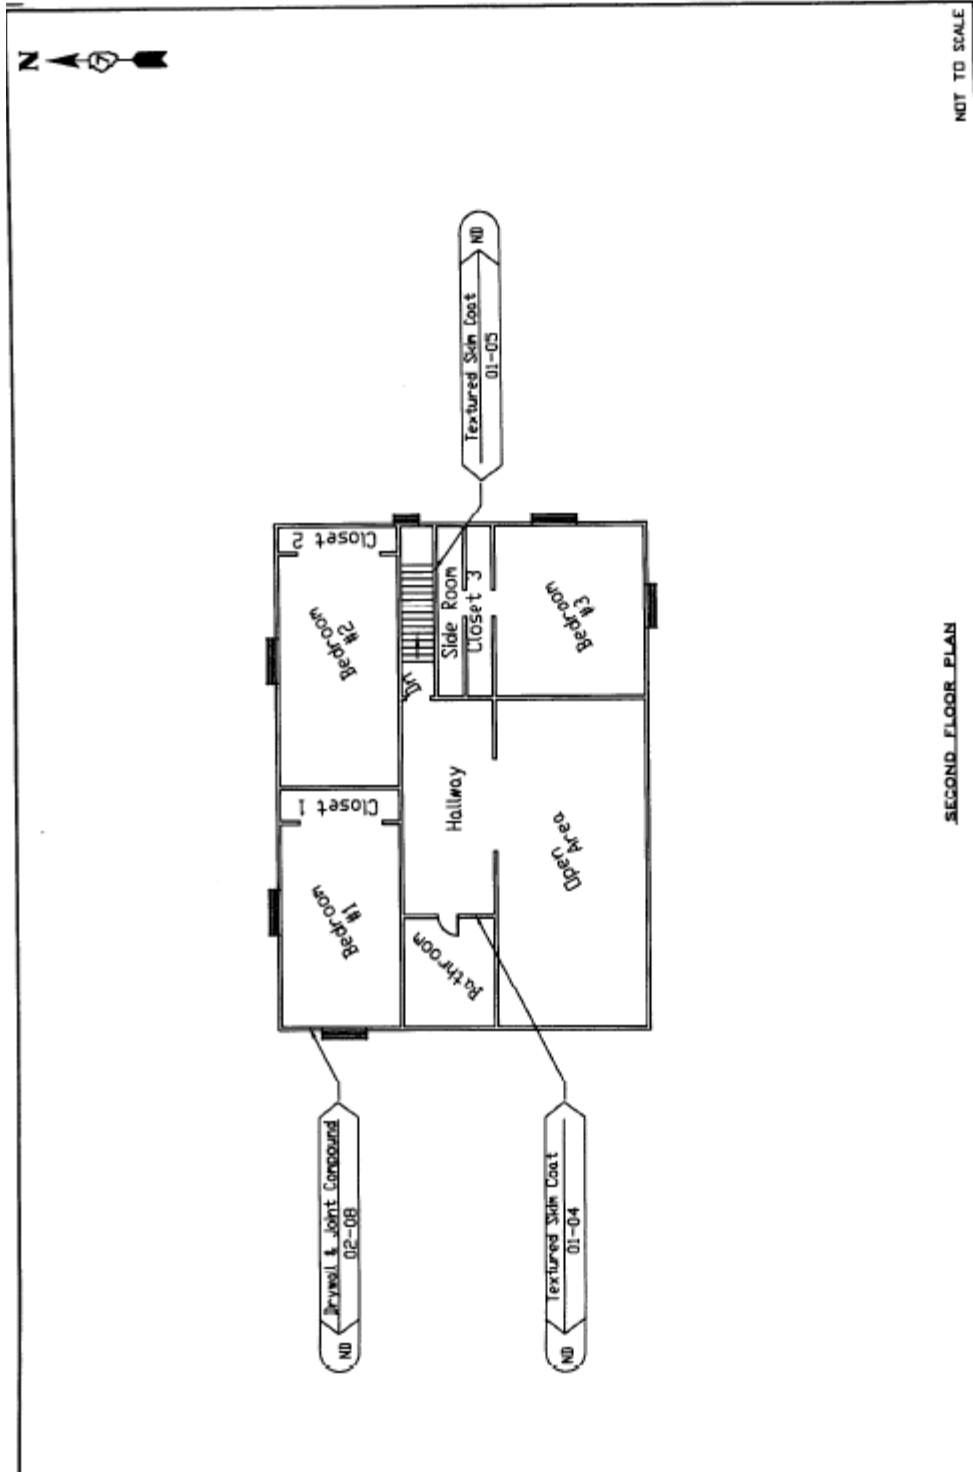 N
NOT TO SCALE
ND
Textured Skim Coat
01-05
Closet 2
Bedroom
#2
Dn
Side Room
Closet 3
Bedroom
#3
Closet 1
Hallway
Open
Area
Bedroom
#1
Bathroom
Drywall & Joint Compound
02-08
ND
Textured Skim Coat
01-04
ND
SECOND FLOOR PLAN